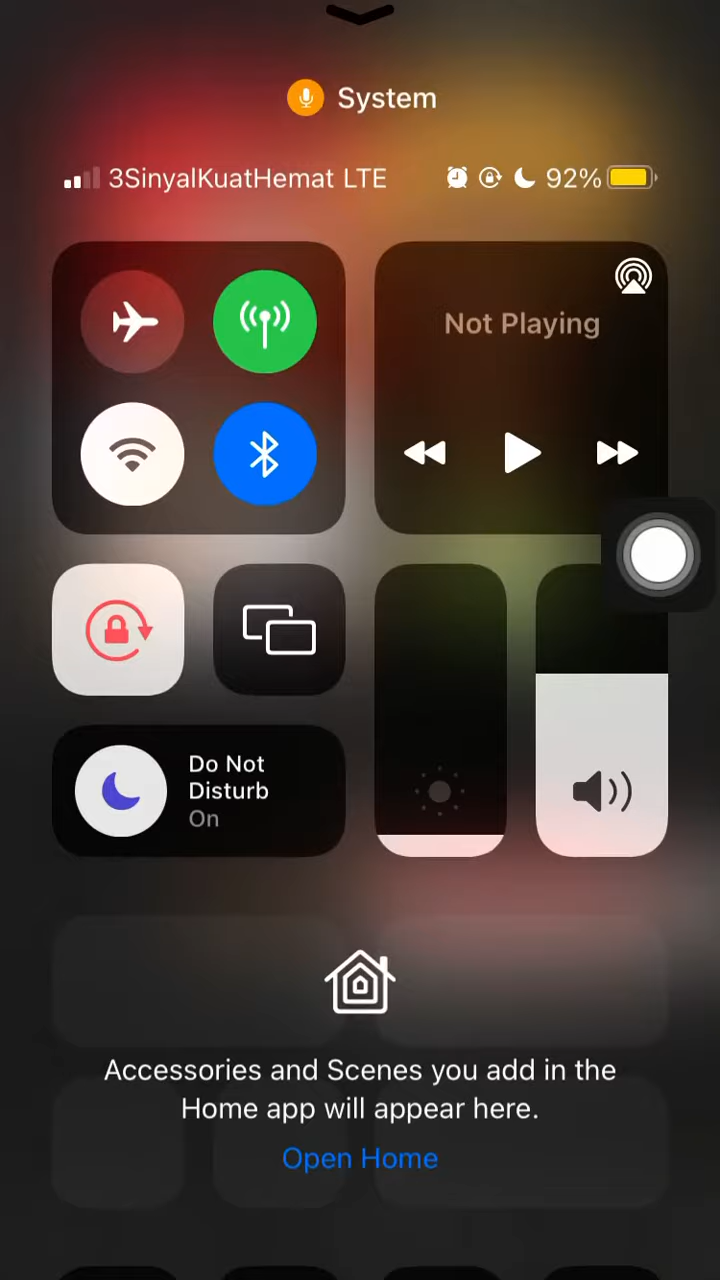 System
3SinyalKuatHemat LTE 92%
Not Playing
Do Not
Disturb
On
Accessories and Scenes you add in the
Home app will appear here.
Open Home